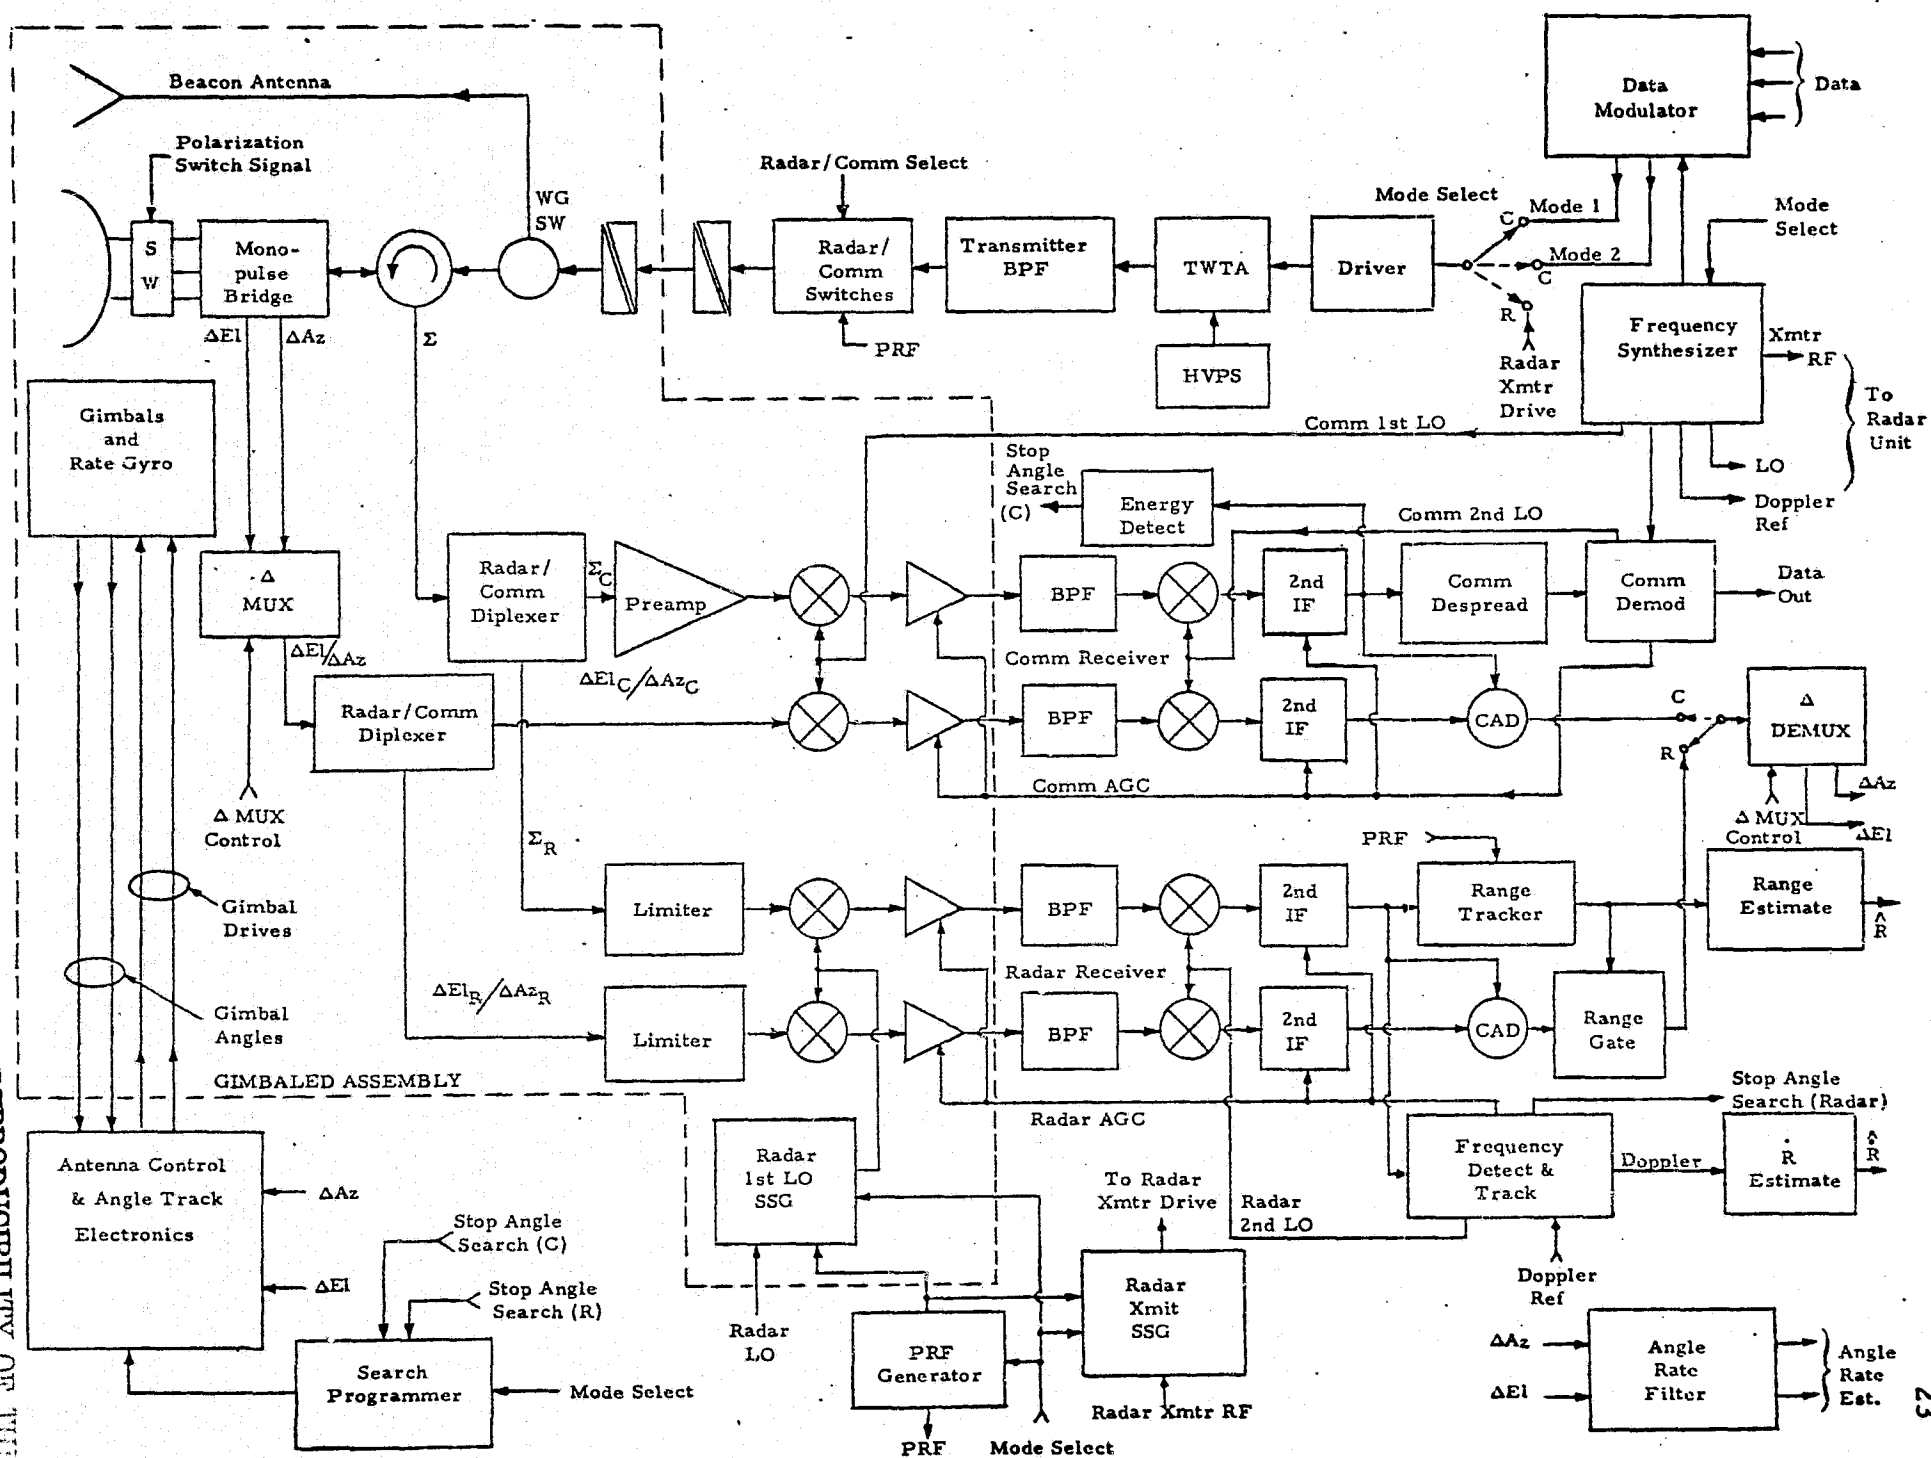 Beacon Antenna
Polarization
Switch Signal
S
W
Mono-
pulse
Bridge
WG
SW
ΔEl
ΔAz
Σ
Radar/Comm Select
Radar/
Comm
Switches
PRF
Transmitter
BPF
TWTA
HVPS
Driver
Mode Select
C
Mode 1
Mode 2
C
R
Radar
Xmtr
Drive
Data
Modulator
Data
Mode
Select
Frequency
Synthesizer
Xmtr
RF
To
Radar
Unit
LO
Doppler
Ref
Gimbals
and
Rate Gyro
Δ
MUX
ΔEl/ΔAz
Δ MUX
Control
Radar/
Comm
Diplexer
ΣC
Preamp
ΔElC/ΔAzC
Radar/Comm
Diplexer
Comm 1st LO
Stop
Angle
Search
(C)
Energy
Detect
Comm 2nd LO
BPF
2nd
IF
Comm
Despread
Comm
Demod
Data
Out
Comm Receiver
BPF
2nd
IF
CAD
C
R
Δ
DEMUX
ΔAz
Δ MUX
Control
ΔEl
Comm AGC
ΣR
Gimbal
Drives
Limiter
BPF
2nd
IF
PRF
Range
Tracker
Range
Estimate
R̂
Radar Receiver
ΔElR/ΔAzR
Gimbal
Angles
Limiter
BPF
2nd
IF
CAD
Range
Gate
GIMBALED ASSEMBLY
Radar AGC
Stop Angle
Search (Radar)
Antenna Control
& Angle Track
Electronics
ΔAz
ΔEl
Radar
1st LO
SSG
Radar
LO
To Radar
Xmtr Drive
Radar
2nd LO
Frequency
Detect &
Track
Doppler
Ṙ
Estimate
Ṙ̂
Doppler
Ref
Stop Angle
Search (C)
Stop Angle
Search (R)
Search
Programmer
Mode Select
PRF
Generator
PRF
Mode Select
Radar
Xmit
SSG
Radar Xmtr RF
ΔAz
ΔEl
Angle
Rate
Filter
Angle
Rate
Est.
23